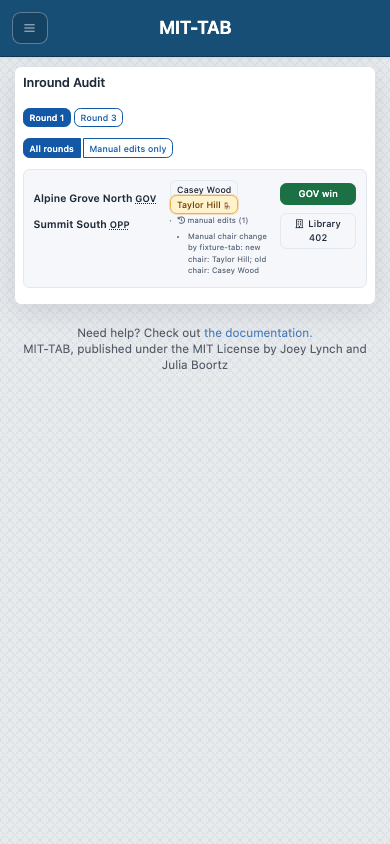 MIT-TAB
Inround Audit
Round 1
Round 3
All rounds
Manual edits only
Alpine Grove North GOV
Summit South OPP
Casey Wood
Taylor Hill
manual edits (1)
Manual chair change
by fixture-tab: new
chair: Taylor Hill; old
chair: Casey Wood
GOV win
Library
402
Need help? Check out the documentation.
MIT-TAB, published under the MIT License by Joey Lynch and
Julia Boortz